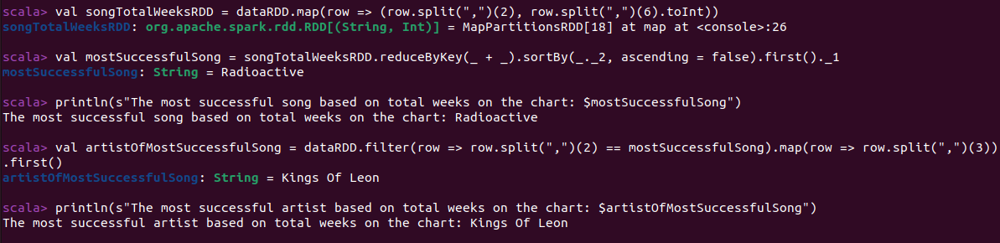 scala> val songTotalWeeksRDD = dataRDD.map(row => (row.split(",")(2), row.split(",")(6).toInt))
songTotalWeeksRDD: org.apache.spark.rdd.RDD[(String, Int)] = MapPartitionsRDD[18] at map at <console>:26
scala> val mostSuccessfulSong = songTotalWeeksRDD.reduceByKey(_ + _).sortBy(_._2, ascending = false).first()._1
mostSuccessfulSong: String = Radioactive
scala> println(s"The most successful song based on total weeks on the chart: $mostSuccessfulSong")
The most successful song based on total weeks on the chart: Radioactive
scala> val artistOfMostSuccessfulSong = dataRDD.filter(row => row.split(",")(2) == mostSuccessfulSong).map(row => row.split(",")(3))
.first()
artistOfMostSuccessfulSong: String = Kings Of Leon
scala> println(s"The most successful artist based on total weeks on the chart: $artistOfMostSuccessfulSong")
The most successful artist based on total weeks on the chart: Kings Of Leon